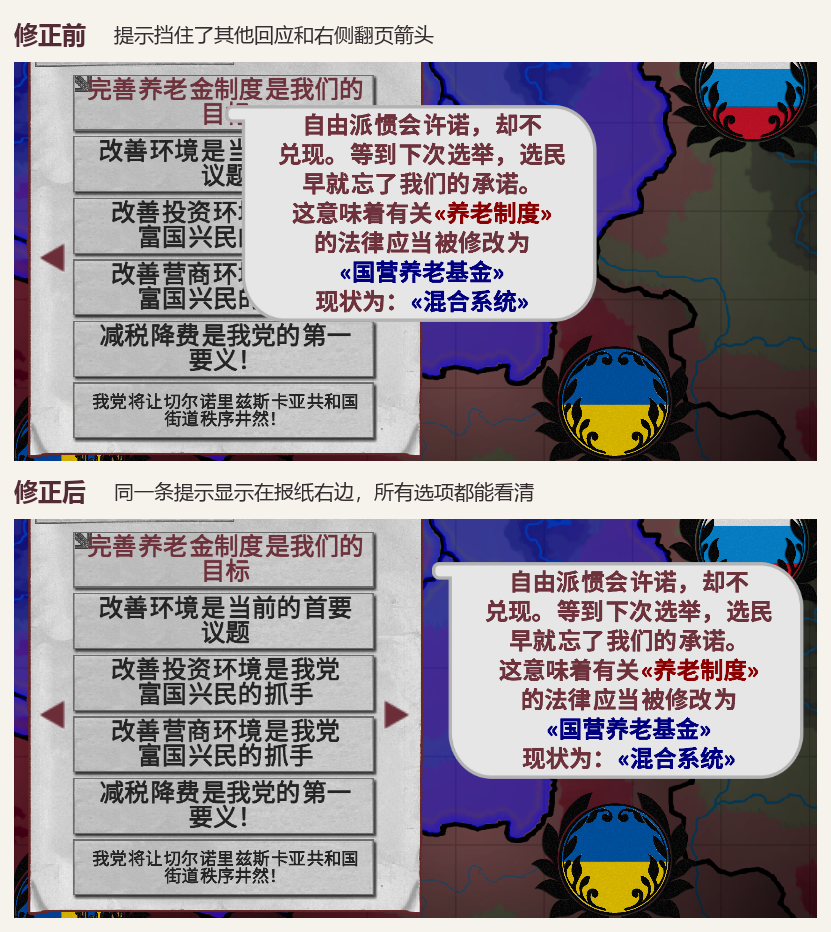 修正前 提示挡住了其他回应和右侧翻页箭头
完善养老金制度是我们的
目标
改善环境是当
议题
改善投资环
富国兴民
改善营商环
富国兴民的
减税降费是我党的第一
要义！
我党将让切尔诺里兹斯卡亚共和国
街道秩序井然！
自由派惯会许诺，却不
兑现。等到下次选举，选民
早就忘了我们的承诺。
这意味着有关«养老制度»
的法律应当被修改为
«国营养老基金»
现状为：«混合系统»
修正后 同一条提示显示在报纸右边，所有选项都能看清
完善养老金制度是我们的
目标
改善环境是当前的首要
议题
改善投资环境是我党
富国兴民的抓手
改善营商环境是我党
富国兴民的抓手
减税降费是我党的第一
要义！
我党将让切尔诺里兹斯卡亚共和国
街道秩序井然！
自由派惯会许诺，却不
兑现。等到下次选举，选民
早就忘了我们的承诺。
这意味着有关«养老制度»
的法律应当被修改为
«国营养老基金»
现状为：«混合系统»